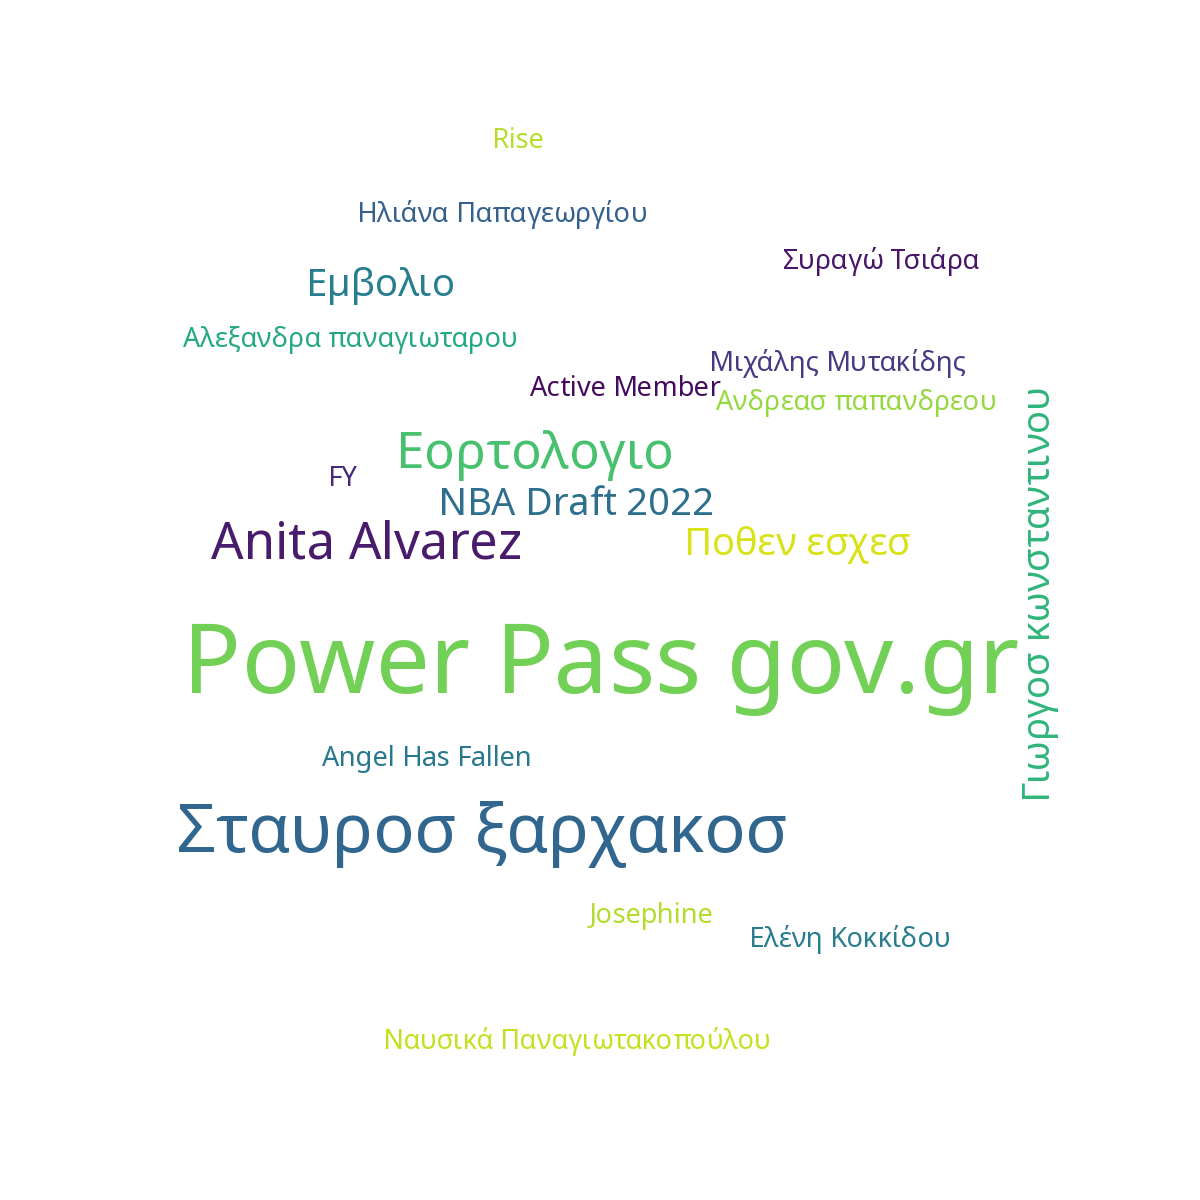 Rise
Ηλιάνα Παπαγεωργίου
Συραγώ Τσιάρα
Εμβολιο
Αλεξανδρα παναγιωταρου
Μιχάλης Μυτακίδης
Active Member
Ανδρεασ παπανδρεου
Εορτολογιο
FY
NBA Draft 2022
Anita Alvarez
Ποθεν εσχεσ
Γιωργοσ κωνσταντινου
Power Pass gov.gr
Angel Has Fallen
Σταυροσ ξαρχακοσ
Josephine
Ελένη Κοκκίδου
Ναυσικά Παναγιωτακοπούλου